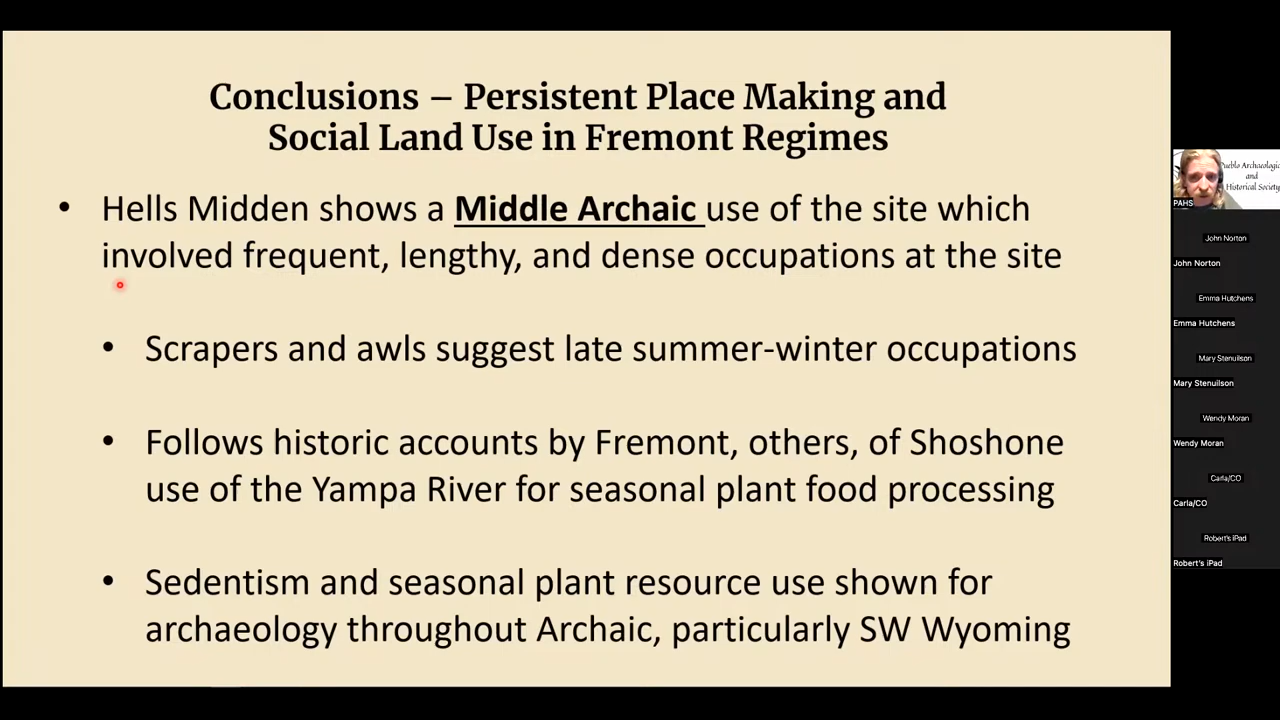 Conclusions – Persistent Place Making and
Social Land Use in Fremont Regimes
• Hells Midden shows a Middle Archaic use of the site which
involved frequent, lengthy, and dense occupations at the site
• Scrapers and awls suggest late summer-winter occupations
• Follows historic accounts by Fremont, others, of Shoshone
use of the Yampa River for seasonal plant food processing
• Sedentism and seasonal plant resource use shown for
archaeology throughout Archaic, particularly SW Wyoming
Pueblo Archaeologica
and
Historical Society
PAHS
John Norton
John Norton
Emma Hutchens
Emma Hutchens
Mary Stenuilson
Mary Stenuilson
Wendy Moran
Wendy Moran
Carla/CO
Carla/CO
Robert's iPad
Robert's iPad